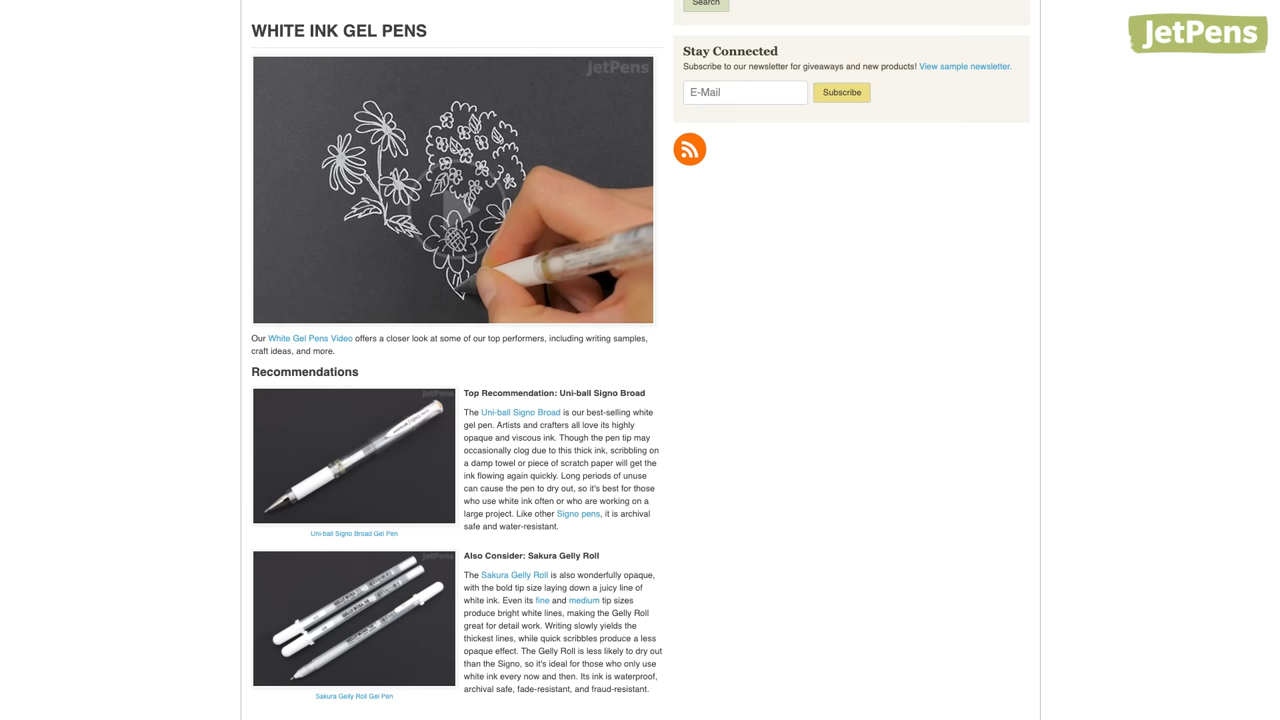 Search
JetPens
WHITE INK GEL PENS
JetPens
Stay Connected
Subscribe to our newsletter for giveaways and new products! View sample newsletter.
E-Mail
Subscribe
Our White Gel Pens Video offers a closer look at some of our top performers, including writing samples,
craft ideas, and more.
Recommendations
JetPens
Uni-ball Signo Broad Gel Pen
Top Recommendation: Uni-ball Signo Broad
The Uni-ball Signo Broad is our best-selling white
gel pen. Artists and crafters all love its highly
opaque and viscous ink. Though the pen tip may
occasionally clog due to this thick ink, scribbling on
a damp towel or piece of scratch paper will get the
ink flowing again quickly. Long periods of unuse
can cause the pen to dry out, so it's best for those
who use white ink often or who are working on a
large project. Like other Signo pens, it is archival
safe and water-resistant.
JetPens
Sakura Gelly Roll Gel Pen
Also Consider: Sakura Gelly Roll
The Sakura Gelly Roll is also wonderfully opaque,
with the bold tip size laying down a juicy line of
white ink. Even its fine and medium tip sizes
produce bright white lines, making the Gelly Roll
great for detail work. Writing slowly yields the
thickest lines, while quick scribbles produce a less
opaque effect. The Gelly Roll is less likely to dry out
than the Signo, so it's ideal for those who only use
white ink every now and then. Its ink is waterproof,
archival safe, fade-resistant, and fraud-resistant.